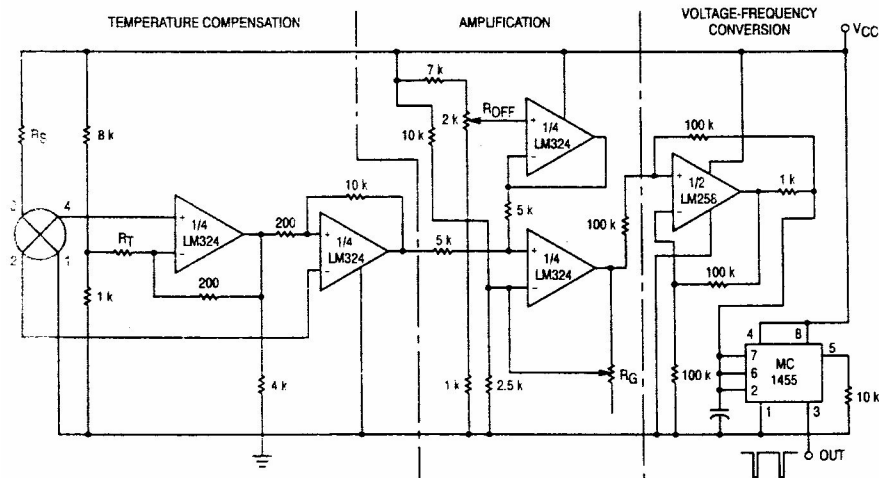 TEMPERATURE COMPENSATION
AMPLIFICATION
VOLTAGE-FREQUENCY
CONVERSION
VCC
RS
8 k
3
4
2
1
RT
1 k
+
-
1/4
LM324
200
200
4 k
10 k
+
-
1/4
LM324
7 k
2 k
10 k
ROFF
+
-
1/4
LM324
5 k
5 k
+
-
1/4
LM324
1 k
2.5 k
RG
100 k
100 k
+
-
1/2
LM258
1 k
100 k
100 k
4
8
5
7
6
2
MC
1455
1
3
10 k
OUT